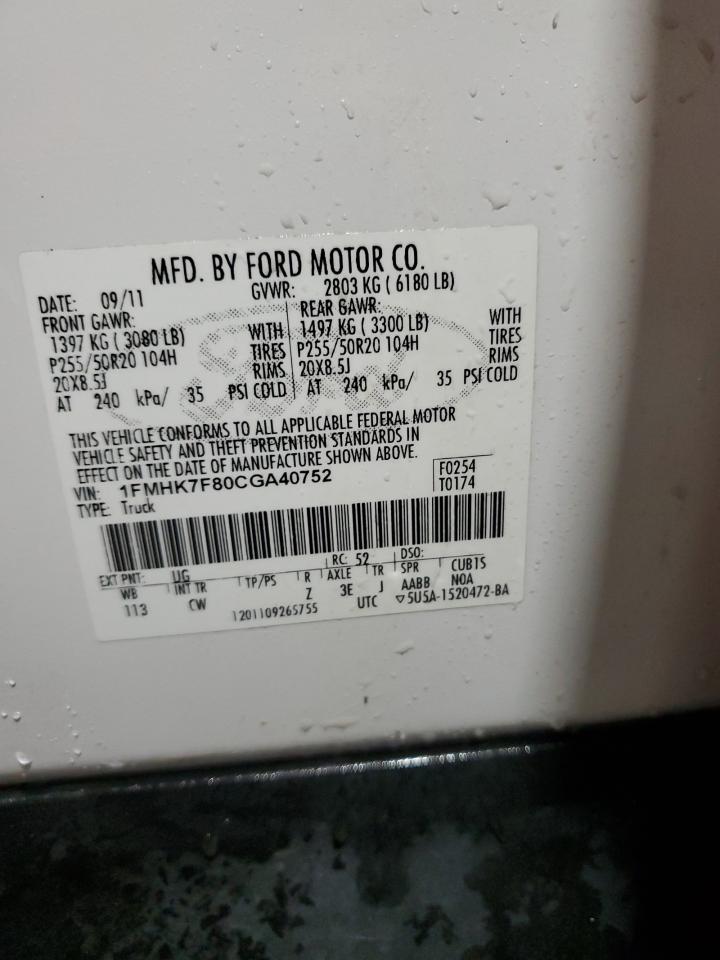 MFD. BY FORD MOTOR CO.
DATE: 09/11 GVWR: 2803 KG ( 6180 LB)
FRONT GAWR: REAR GAWR:
1397 KG ( 3080 LB) WITH 1497 KG ( 3300 LB) WITH
P255/50R20 104H TIRES P255/50R20 104H TIRES
20X8.5J RIMS 20X8.5J RIMS
AT 240 kPa/ 35 PSI COLD AT 240 kPa/ 35 PSI COLD
THIS VEHICLE CONFORMS TO ALL APPLICABLE FEDERAL MOTOR
VEHICLE SAFETY AND THEFT PREVENTION STANDARDS IN
EFFECT ON THE DATE OF MANUFACTURE SHOWN ABOVE.
VIN: 1FMHK7F80CGA40752 F0254
TYPE: Truck T0174
EXT PNT: UG RC: 52 DSO:
WB INT TR TP/PS R AXLE TR SPR CUB1S
113 CW Z 3E J AABB N0A
1201109265755 UTC ▽5U5A-1520472-BA